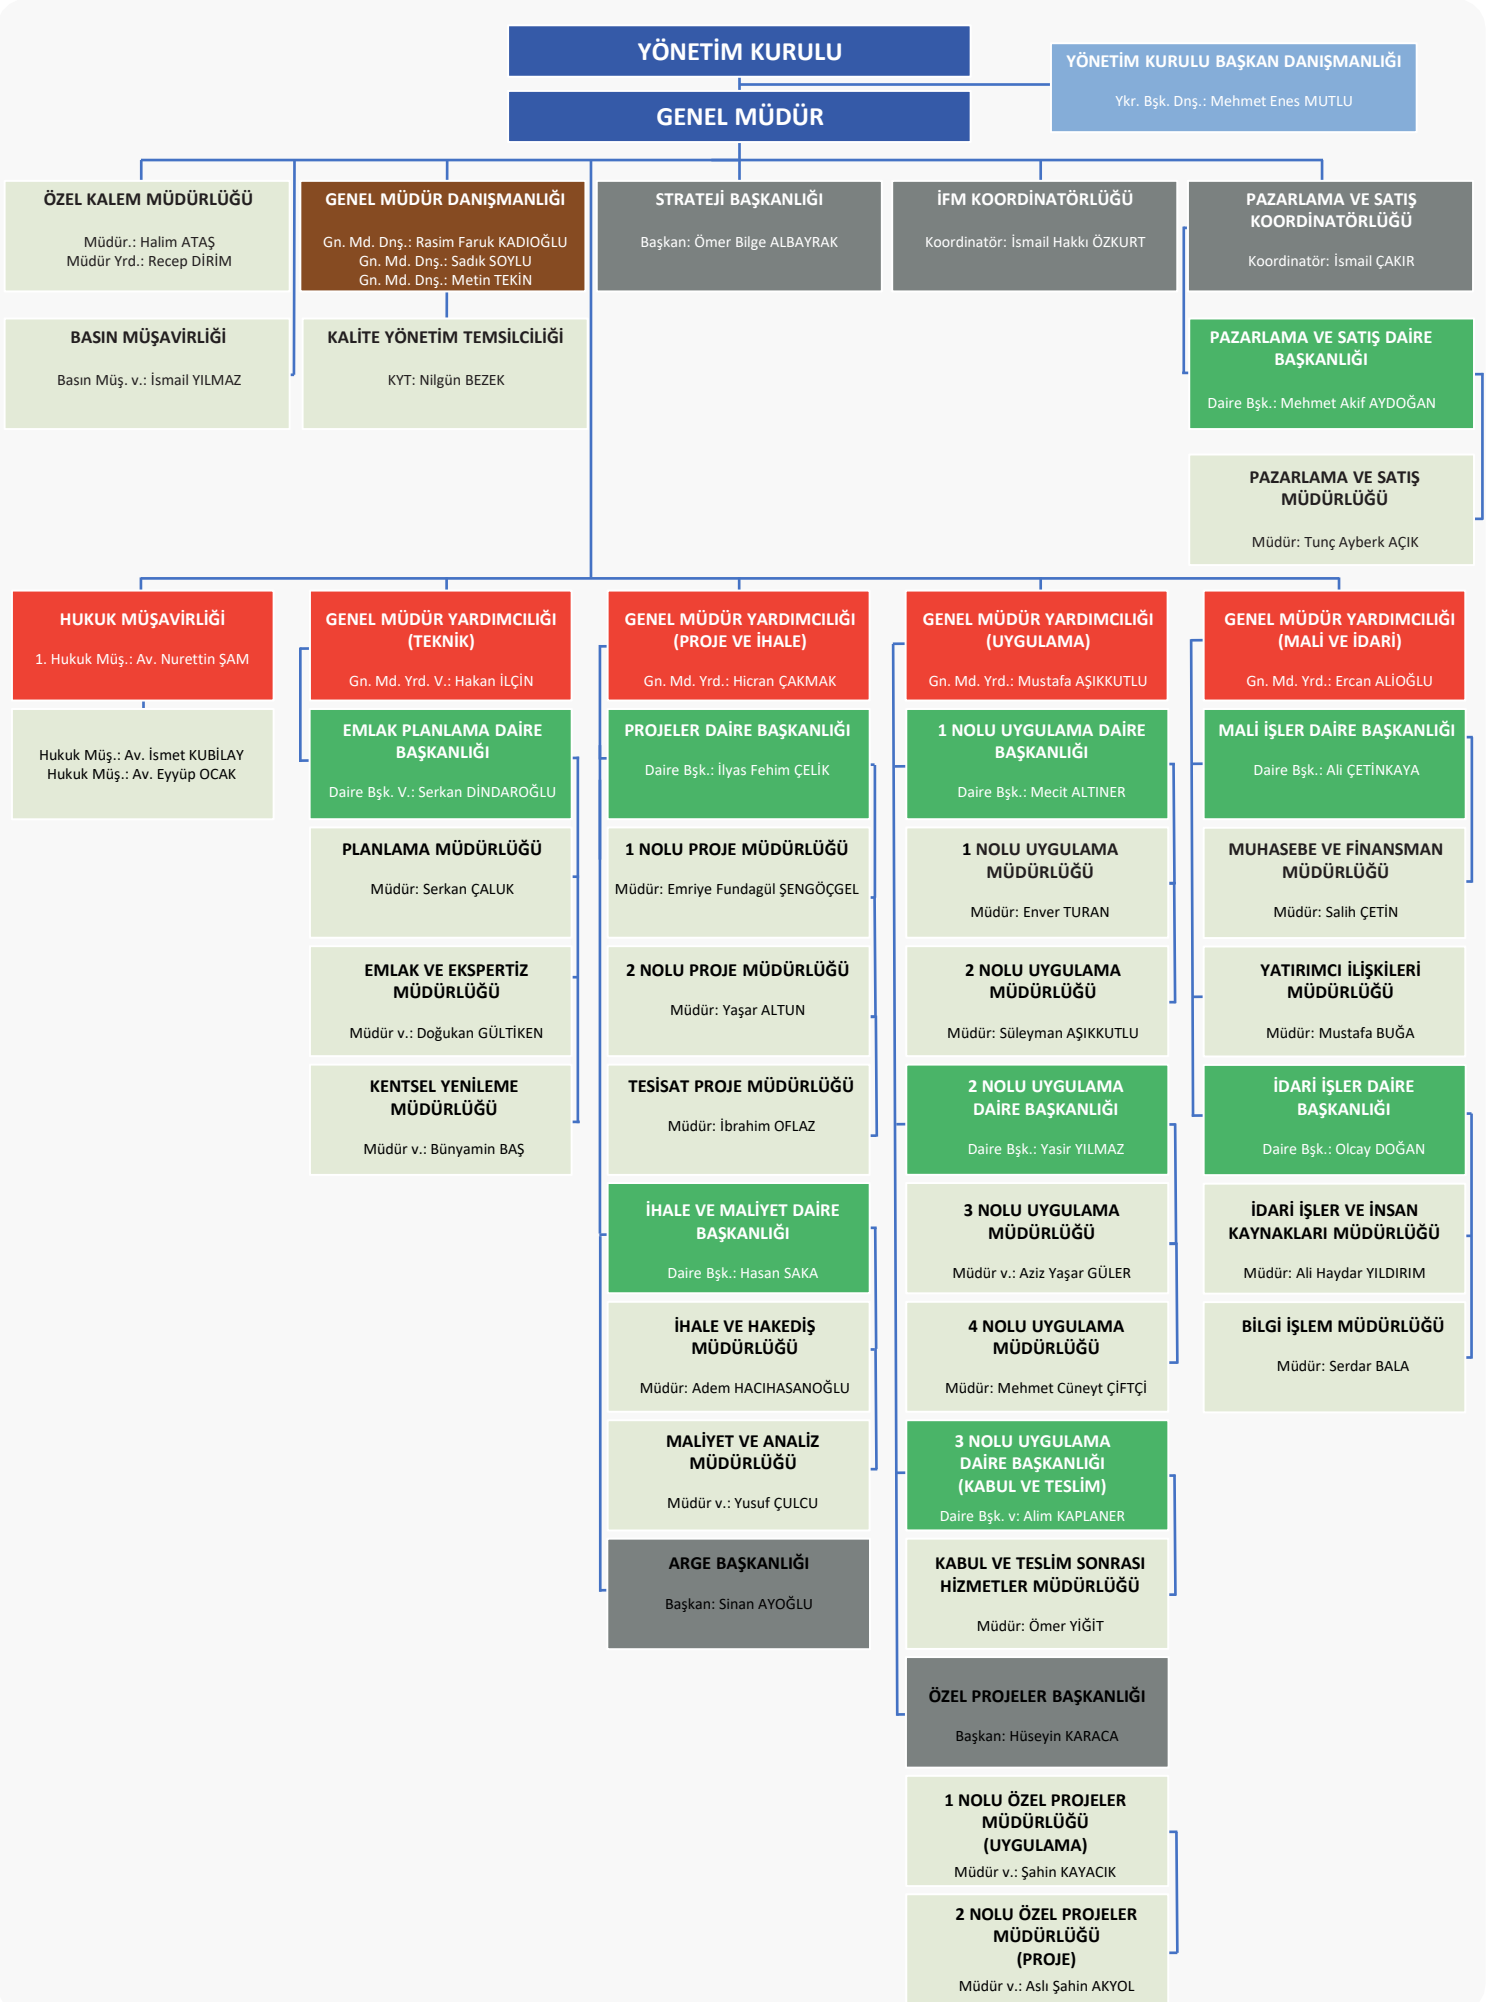 YÖNETİM KURULU
YÖNETİM KURULU BAŞKAN DANIŞMANLIĞI
Ykr. Bşk. Dnş.: Mehmet Enes MUTLU
GENEL MÜDÜR
ÖZEL KALEM MÜDÜRLÜĞÜ
Müdür.: Halim ATAŞ
Müdür Yrd.: Recep DİRİM
GENEL MÜDÜR DANIŞMANLIĞI
Gn. Md. Dnş.: Rasim Faruk KADIOĞLU
Gn. Md. Dnş.: Sadık SOYLU
Gn. Md. Dnş.: Metin TEKİN
STRATEJİ BAŞKANLIĞI
Başkan: Ömer Bilge ALBAYRAK
İFM KOORDİNATÖRLÜĞÜ
Koordinatör: İsmail Hakkı ÖZKURT
PAZARLAMA VE SATIŞ
KOORDİNATÖRLÜĞÜ
Koordinatör: İsmail ÇAKIR
BASIN MÜŞAVİRLİĞİ
Basın Müş. v.: İsmail YILMAZ
KALİTE YÖNETİM TEMSİLCİLİĞİ
KYT: Nilgün BEZEK
PAZARLAMA VE SATIŞ DAİRE
BAŞKANLIĞI
Daire Bşk.: Mehmet Akif AYDOĞAN
PAZARLAMA VE SATIŞ
MÜDÜRLÜĞÜ
Müdür: Tunç Ayberk AÇIK
HUKUK MÜŞAVİRLİĞİ
1. Hukuk Müş.: Av. Nurettin ŞAM
Hukuk Müş.: Av. İsmet KUBİLAY
Hukuk Müş.: Av. Eyyüp OCAK
GENEL MÜDÜR YARDIMCILIĞI
(TEKNİK)
Gn. Md. Yrd. V.: Hakan İLÇİN
EMLAK PLANLAMA DAİRE
BAŞKANLIĞI
Daire Bşk. V.: Serkan DİNDAROĞLU
PLANLAMA MÜDÜRLÜĞÜ
Müdür: Serkan ÇALUK
EMLAK VE EKSPERTİZ
MÜDÜRLÜĞÜ
Müdür v.: Doğukan GÜLTİKEN
KENTSEL YENİLEME
MÜDÜRLÜĞÜ
Müdür v.: Bünyamin BAŞ
GENEL MÜDÜR YARDIMCILIĞI
(PROJE VE İHALE)
Gn. Md. Yrd.: Hicran ÇAKMAK
PROJELER DAİRE BAŞKANLIĞI
Daire Bşk.: İlyas Fehim ÇELİK
1 NOLU PROJE MÜDÜRLÜĞÜ
Müdür: Emriye Fundagül ŞENGÖÇGEL
2 NOLU PROJE MÜDÜRLÜĞÜ
Müdür: Yaşar ALTUN
TESİSAT PROJE MÜDÜRLÜĞÜ
Müdür: İbrahim OFLAZ
İHALE VE MALİYET DAİRE
BAŞKANLIĞI
Daire Bşk.: Hasan SAKA
İHALE VE HAKEDİŞ
MÜDÜRLÜĞÜ
Müdür: Adem HACIHASANOĞLU
MALİYET VE ANALİZ
MÜDÜRLÜĞÜ
Müdür v.: Yusuf ÇULCU
ARGE BAŞKANLIĞI
Başkan: Sinan AYOĞLU
GENEL MÜDÜR YARDIMCILIĞI
(UYGULAMA)
Gn. Md. Yrd.: Mustafa AŞIKKUTLU
1 NOLU UYGULAMA DAİRE
BAŞKANLIĞI
Daire Bşk.: Mecit ALTINER
1 NOLU UYGULAMA
MÜDÜRLÜĞÜ
Müdür: Enver TURAN
2 NOLU UYGULAMA
MÜDÜRLÜĞÜ
Müdür: Süleyman AŞIKKUTLU
2 NOLU UYGULAMA
DAİRE BAŞKANLIĞI
Daire Bşk.: Yasir YILMAZ
3 NOLU UYGULAMA
MÜDÜRLÜĞÜ
Müdür v.: Aziz Yaşar GÜLER
4 NOLU UYGULAMA
MÜDÜRLÜĞÜ
Müdür: Mehmet Cüneyt ÇİFTÇİ
3 NOLU UYGULAMA
DAİRE BAŞKANLIĞI
(KABUL VE TESLİM)
Daire Bşk. v: Alim KAPLANER
KABUL VE TESLİM SONRASI
HİZMETLER MÜDÜRLÜĞÜ
Müdür: Ömer YİĞİT
ÖZEL PROJELER BAŞKANLIĞI
Başkan: Hüseyin KARACA
1 NOLU ÖZEL PROJELER
MÜDÜRLÜĞÜ
(UYGULAMA)
Müdür v.: Şahin KAYACIK
2 NOLU ÖZEL PROJELER
MÜDÜRLÜĞÜ
(PROJE)
Müdür v.: Aslı Şahin AKYOL
GENEL MÜDÜR YARDIMCILIĞI
(MALİ VE İDARİ)
Gn. Md. Yrd.: Ercan ALİOĞLU
MALİ İŞLER DAİRE BAŞKANLIĞI
Daire Bşk.: Ali ÇETİNKAYA
MUHASEBE VE FİNANSMAN
MÜDÜRLÜĞÜ
Müdür: Salih ÇETİN
YATIRIMCI İLİŞKİLERİ
MÜDÜRLÜĞÜ
Müdür: Mustafa BUĞA
İDARİ İŞLER DAİRE
BAŞKANLIĞI
Daire Bşk.: Olcay DOĞAN
İDARİ İŞLER VE İNSAN
KAYNAKLARI MÜDÜRLÜĞÜ
Müdür: Ali Haydar YILDIRIM
BİLGİ İŞLEM MÜDÜRLÜĞÜ
Müdür: Serdar BALA